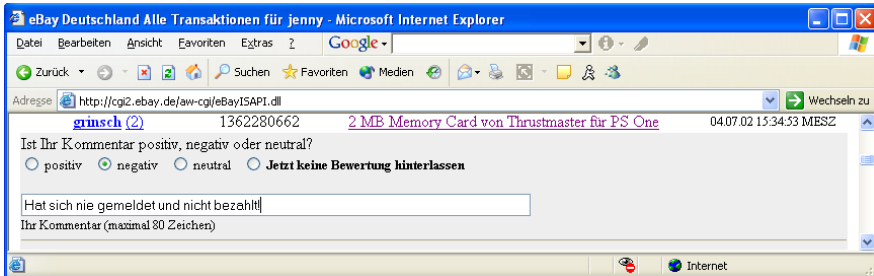 eBay Deutschland Alle Transaktionen für jenny - Microsoft Internet Explorer
Datei Bearbeiten Ansicht Favoriten Extras ? Google
Zurück Suchen Favoriten Medien
Adresse http://cgi2.ebay.de/aw-cgi/eBayISAPI.dll Wechseln zu
grinsch (2) 1362280662 2 MB Memory Card von Thrustmaster für PS One 04.07.02 15:34:53 MESZ
Ist Ihr Kommentar positiv, negativ oder neutral?
positiv negativ neutral Jetzt keine Bewertung hinterlassen
Hat sich nie gemeldet und nicht bezahlt!
Ihr Kommentar (maximal 80 Zeichen)
Internet